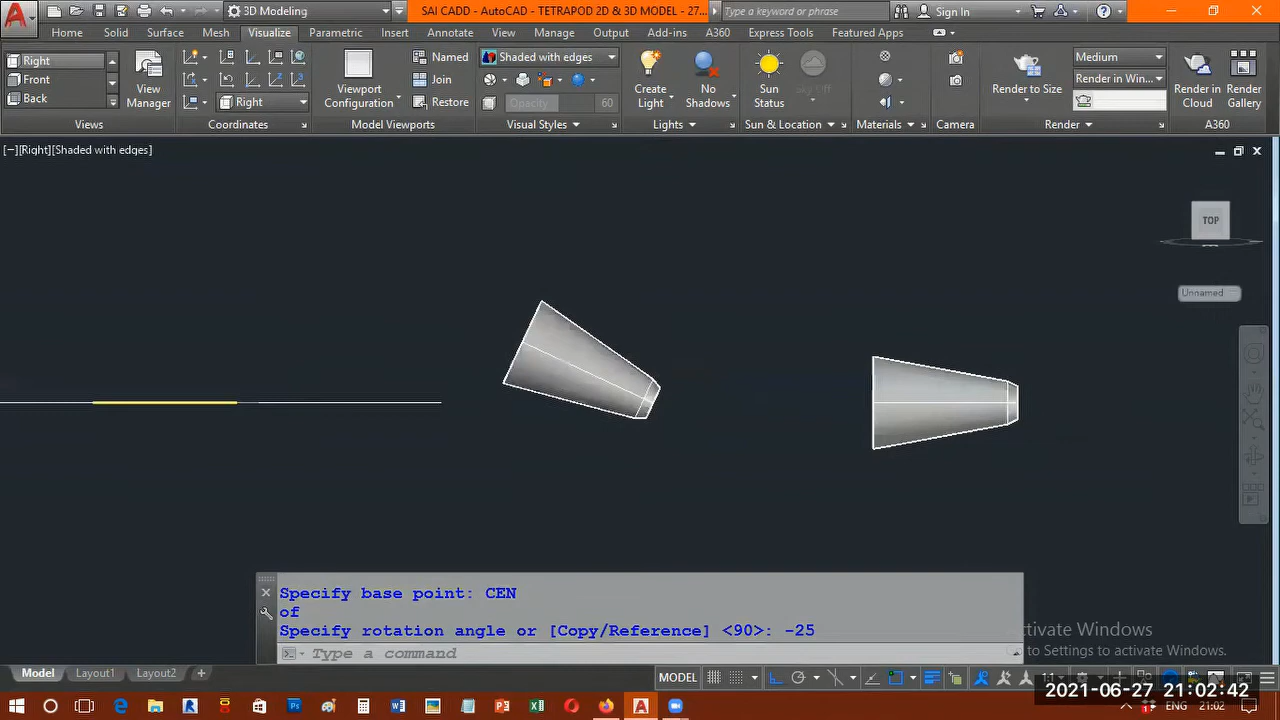 3D Modeling
SAI CADD - AutoCAD - TETRAPOD 2D & 3D MODEL - 27...
Type a keyword or phrase
Sign In
Home
Solid
Surface
Mesh
Visualize
Parametric
Insert
Annotate
View
Manage
Output
Add-ins
A360
Express Tools
Featured Apps
Right
Front
Back
View
Manager
Views
Right
Coordinates
Viewport
Configuration
Named
Join
Restore
Model Viewports
Shaded with edges
Opacity
60
Visual Styles
Create
Light
No
Shadows
Lights
Sun
Status
Sky Off
Sun & Location
Materials
Camera
Render to Size
Medium
Render in Win...
Render
Render in
Cloud
Render
Gallery
A360
[−][Right][Shaded with edges]
TOP
Unnamed
Specify base point: CEN
of
Specify rotation angle or [Copy/Reference] <90>: -25
Type a command
Activate Windows
Go to Settings to activate Windows.
Model
Layout1
Layout2
+
MODEL
2021-06-27 21:02:42
ENG
21:02